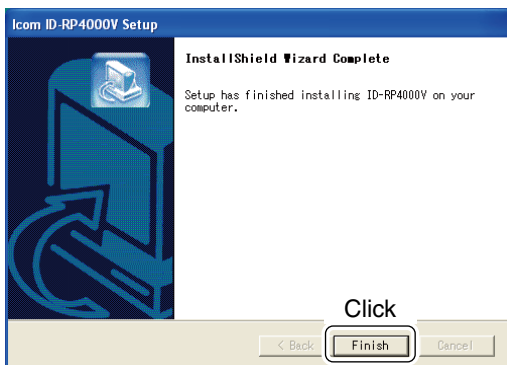 Icom ID-RP4000V Setup
InstallShield Wizard Complete
Setup has finished installing ID-RP4000V on your
computer.
Click
< Back Finish Cancel